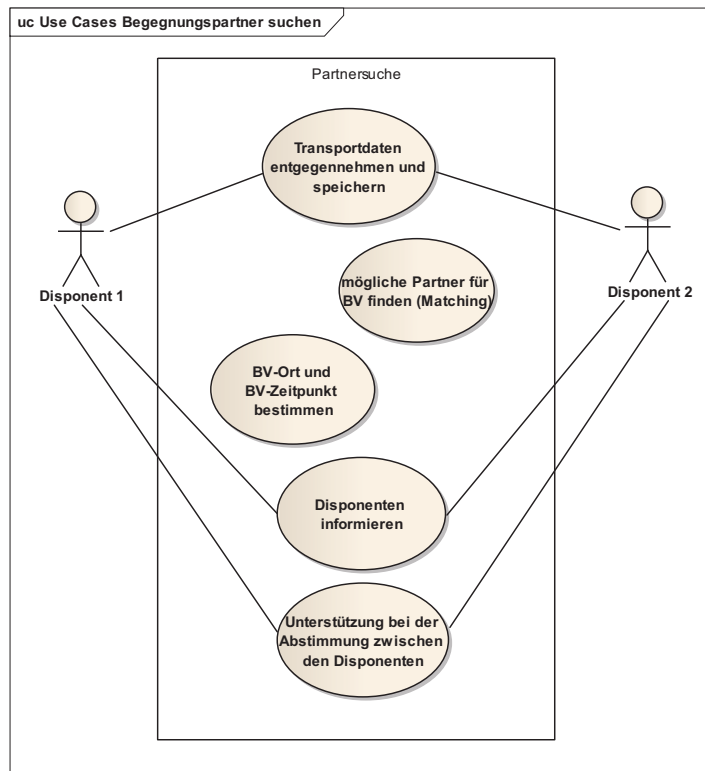 uc Use Cases Begegnungspartner suchen
Partnersuche
Transportdaten
entgegennehmen und
speichern
Disponent 1
mögliche Partner für
BV finden (Matching)
Disponent 2
BV-Ort und
BV-Zeitpunkt
bestimmen
Disponenten
informieren
Unterstützung bei der
Abstimmung zwischen
den Disponenten